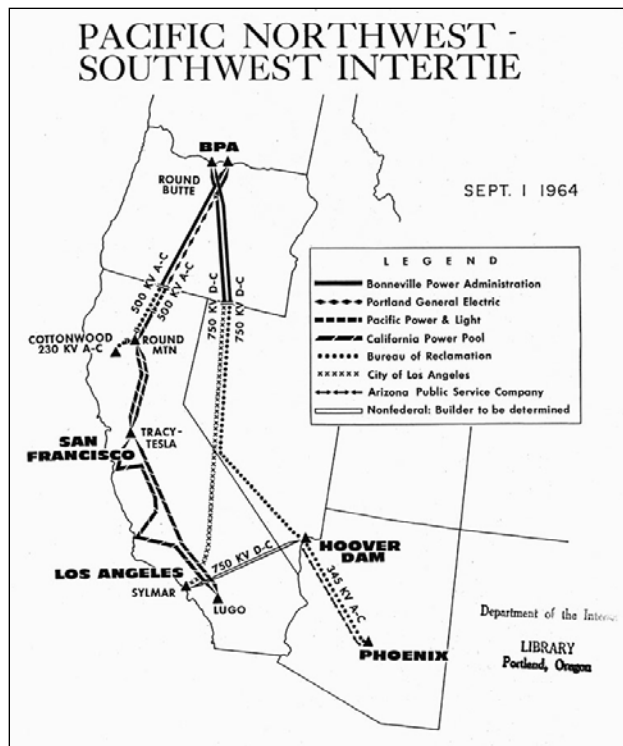 PACIFIC NORTHWEST -
SOUTHWEST INTERTIE
BPA
ROUND
BUTTE
SEPT. 1 1964
LEGEND
Bonneville Power Administration
Portland General Electric
Pacific Power & Light
California Power Pool
Bureau of Reclamation
City of Los Angeles
Arizona Public Service Company
Nonfederal: Builder to be determined
500 KV A-C
500 KV A-C
750 KV D-C
750 KV D-C
COTTONWOOD
230 KV A-C
ROUND
MTN
SAN
FRANCISCO
TRACY-
TESLA
HOOVER
DAM
750 KV D-C
LOS ANGELES
SYLMAR
LUGO
345 KV A-C
PHOENIX
Department of the
LIBRARY
Portland, Oregon